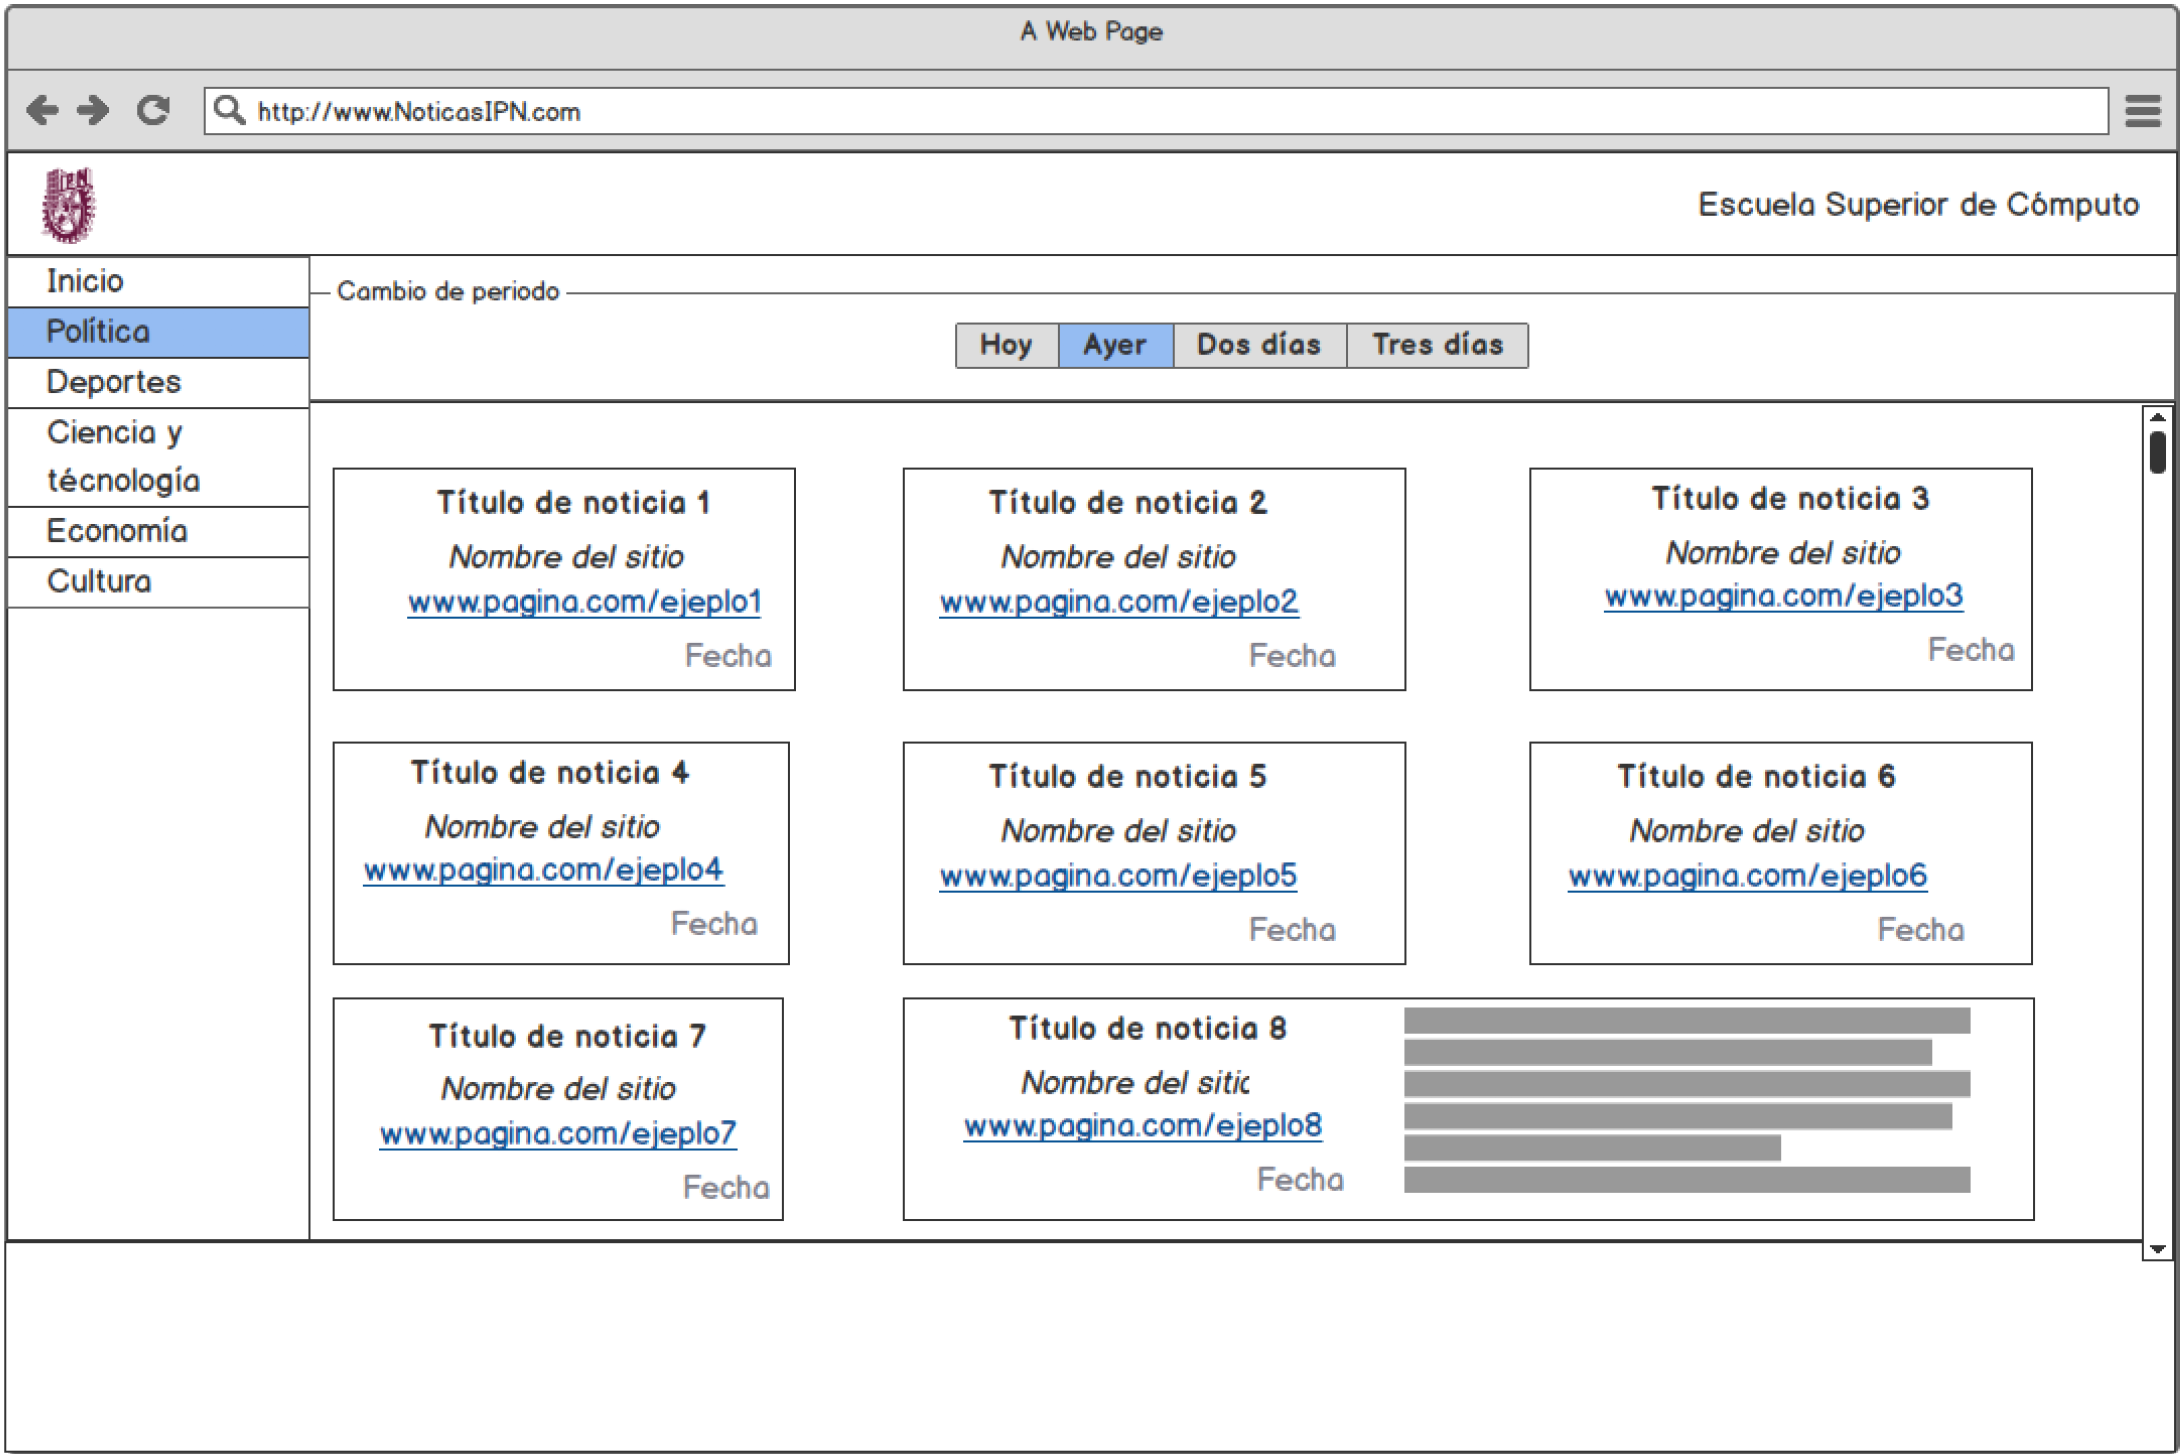 A Web Page
http://www.NoticasIPN.com
IPN
Escuela Superior de Cómputo
Inicio
Política
Deportes
Ciencia y
técnología
Economía
Cultura
Cambio de periodo
Hoy Ayer Dos días Tres días
Título de noticia 1
Nombre del sitio
www.pagina.com/ejeplo1
Fecha
Título de noticia 2
Nombre del sitio
www.pagina.com/ejeplo2
Fecha
Título de noticia 3
Nombre del sitio
www.pagina.com/ejeplo3
Fecha
Título de noticia 4
Nombre del sitio
www.pagina.com/ejeplo4
Fecha
Título de noticia 5
Nombre del sitio
www.pagina.com/ejeplo5
Fecha
Título de noticia 6
Nombre del sitio
www.pagina.com/ejeplo6
Fecha
Título de noticia 7
Nombre del sitio
www.pagina.com/ejeplo7
Fecha
Título de noticia 8
Nombre del sitio
www.pagina.com/ejeplo8
Fecha